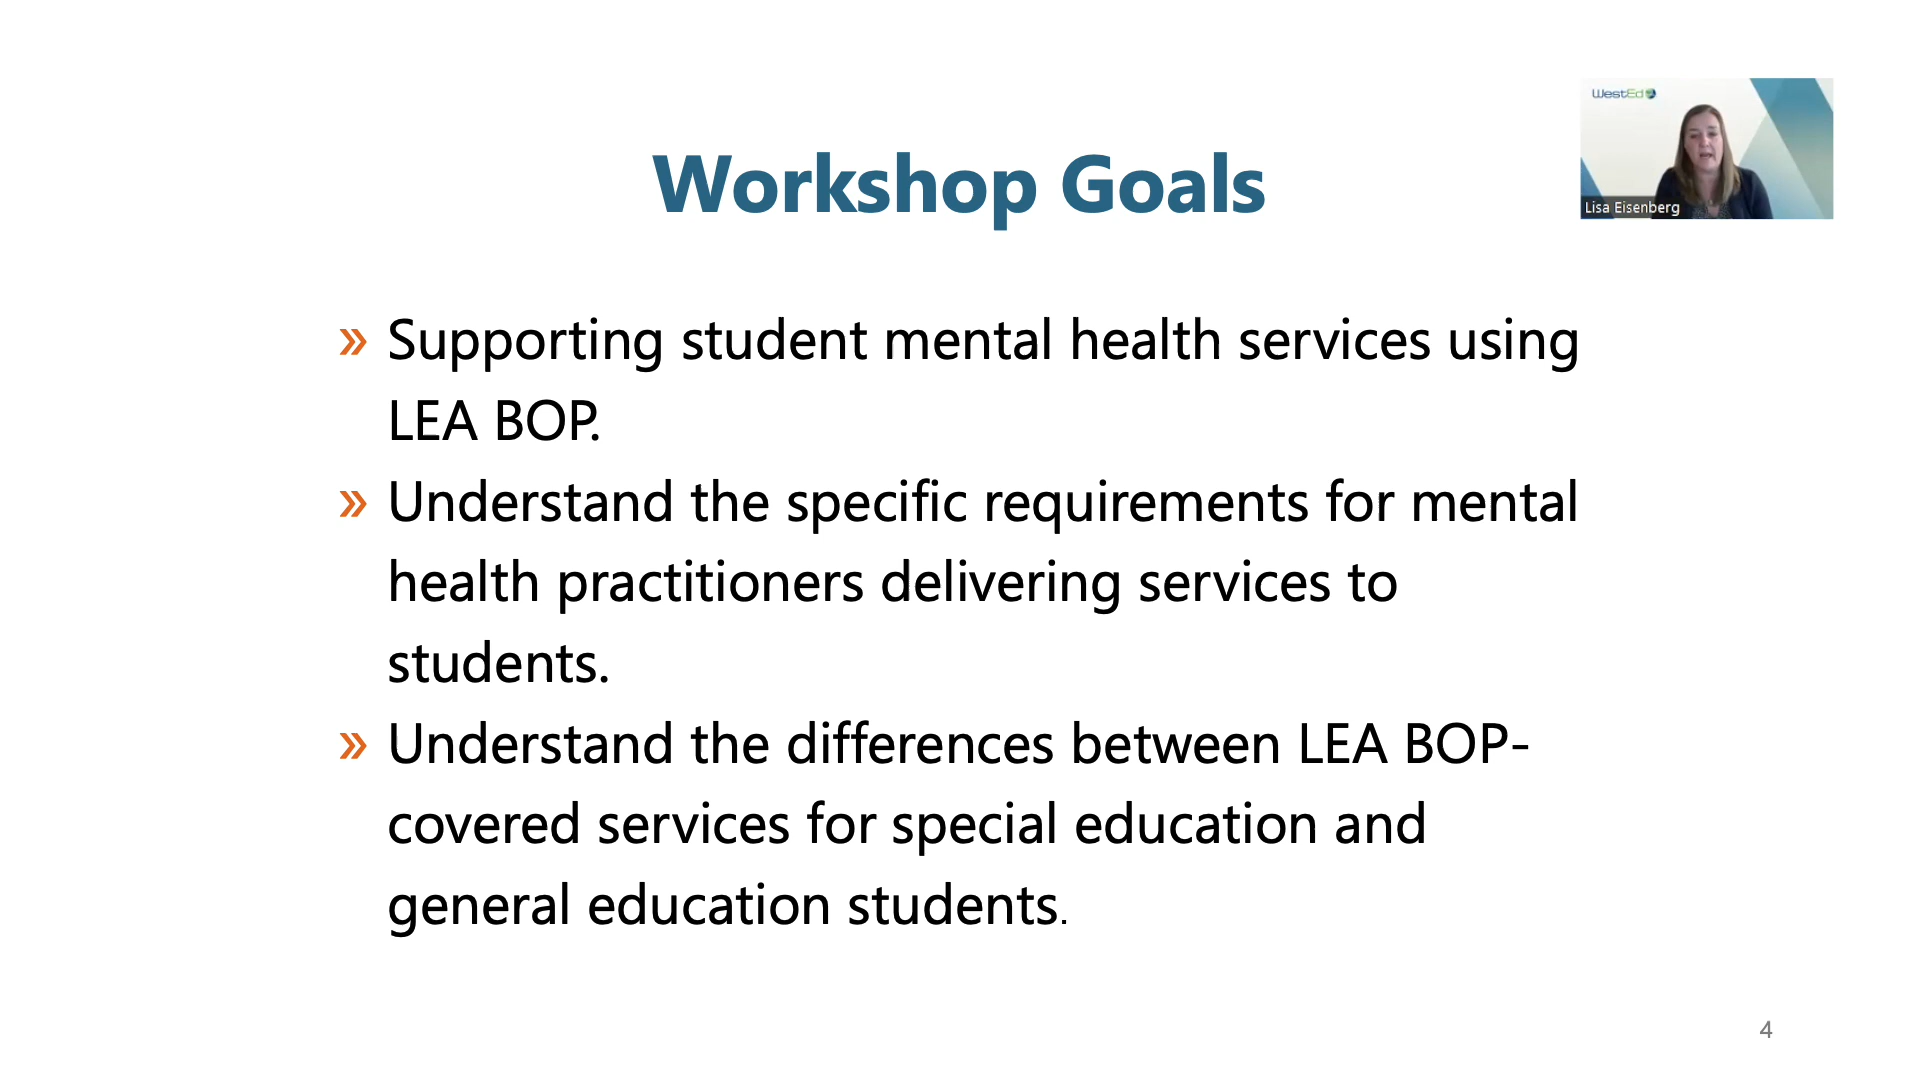 WestEd
Lisa Eisenberg
Workshop Goals
» Supporting student mental health services using
LEA BOP.
» Understand the specific requirements for mental
health practitioners delivering services to
students.
» Understand the differences between LEA BOP-
covered services for special education and
general education students.
4